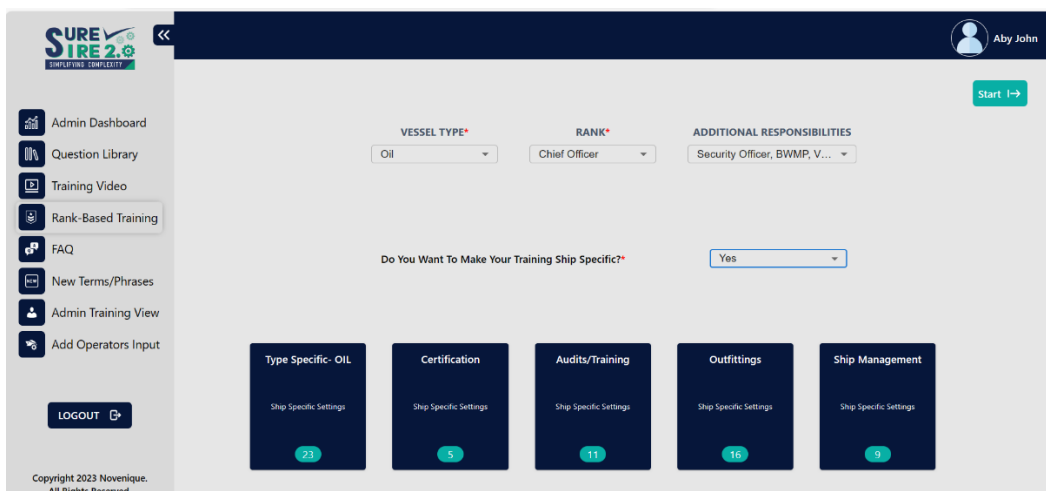 SURE
SIRE 2.0
SIMPLIFYING COMPLEXITY
Aby John
Start
Admin Dashboard
Question Library
Training Video
Rank-Based Training
FAQ
New Terms/Phrases
Admin Training View
Add Operators Input
LOGOUT
Copyright 2023 Novenique.
All Rights Reserved
VESSEL TYPE* RANK* ADDITIONAL RESPONSIBILITIES
Oil Chief Officer Security Officer, BWMP, V...
Do You Want To Make Your Training Ship Specific?* Yes
Type Specific- OIL Certification Audits/Training Outfittings Ship Management
Ship Specific Settings Ship Specific Settings Ship Specific Settings Ship Specific Settings Ship Specific Settings
23 5 11 16 9